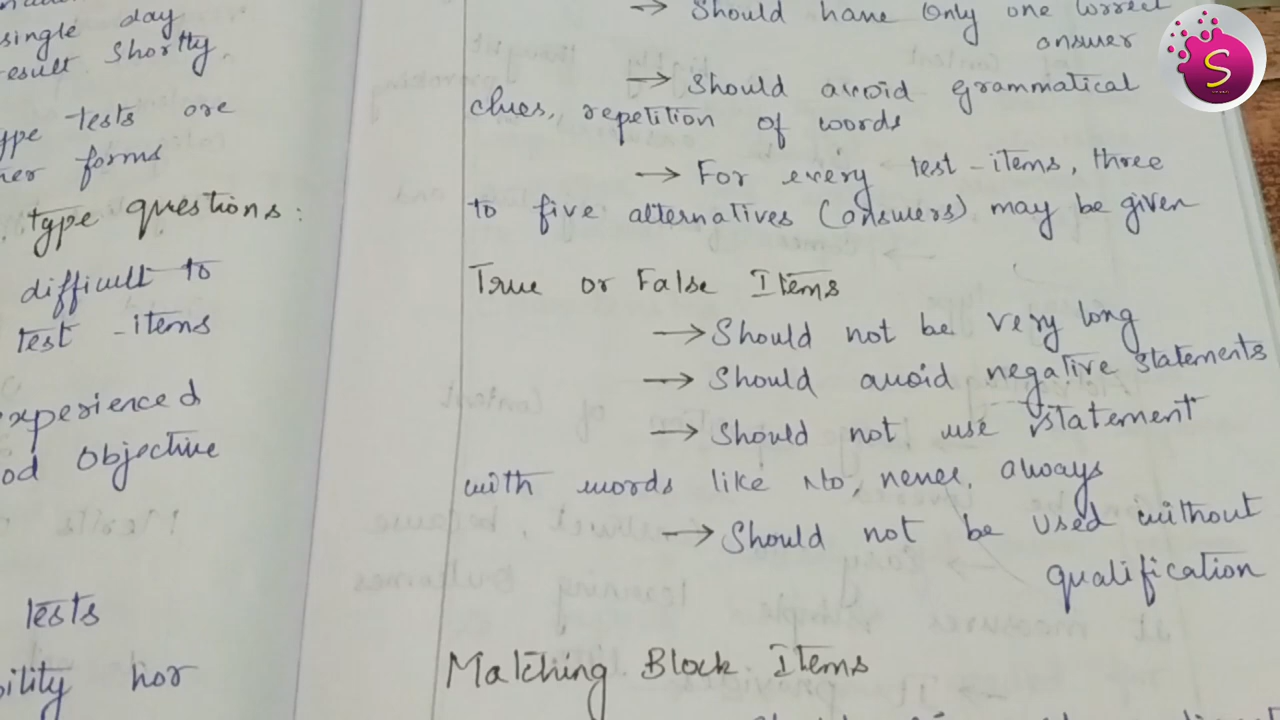 single day
result shortly
type tests are
forms
type questions:
difficult to
test-items
experienced
Objective
tests
hor
→ Should have Only one correct
answer
→ Should avoid grammatical
clues, repetition of words
→ For every test-items, three
to five alternatives (answers) may be given
True or False Items
→ Should not be very long
→ Should avoid negative statements
→ Should not use statement
with words like No, never, always
→ Should not be used without
qualification
Matching Block Items
S